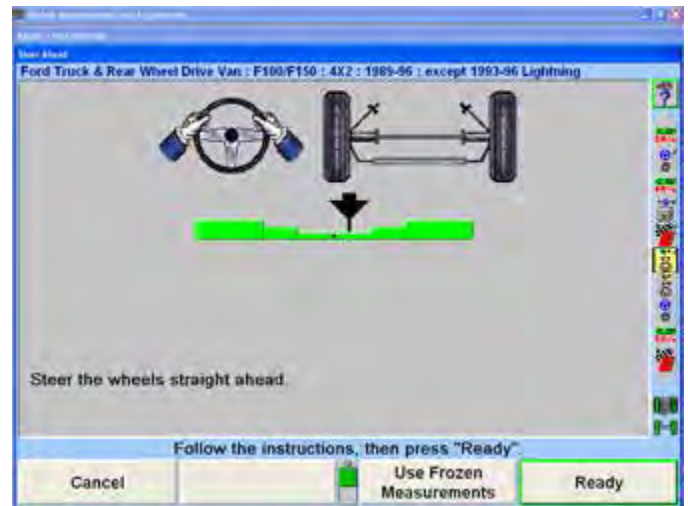 Steer Ahead
Ford Truck & Rear Wheel Drive Van : F100/F150 : 4X2 : 1989-96 : except 1993-96 Lightning
Steer the wheels straight ahead.
Follow the instructions, then press "Ready".
Cancel
Use Frozen
Measurements
Ready